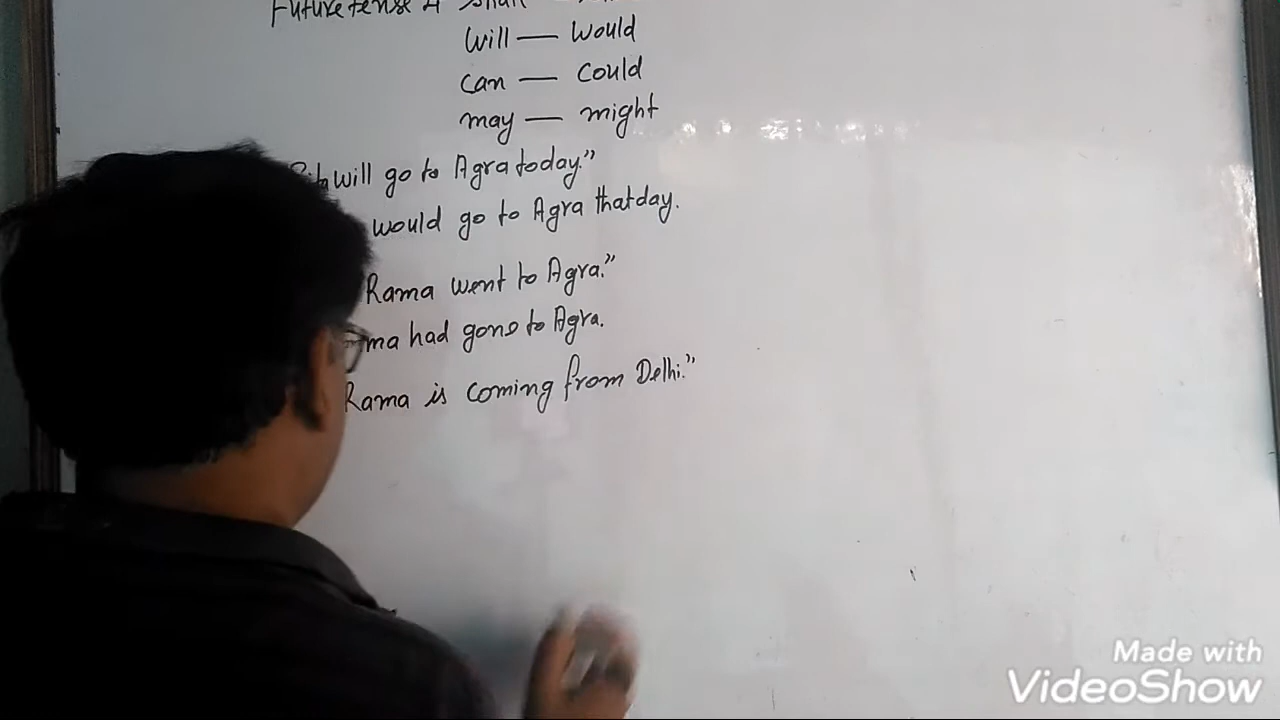 Future tense में
will — would
can — could
may — might
will go to Agra today."
would go to Agra that day.
Rama went to Agra."
had gone to Agra.
Rama is coming from Delhi."
Made with
VideoShow